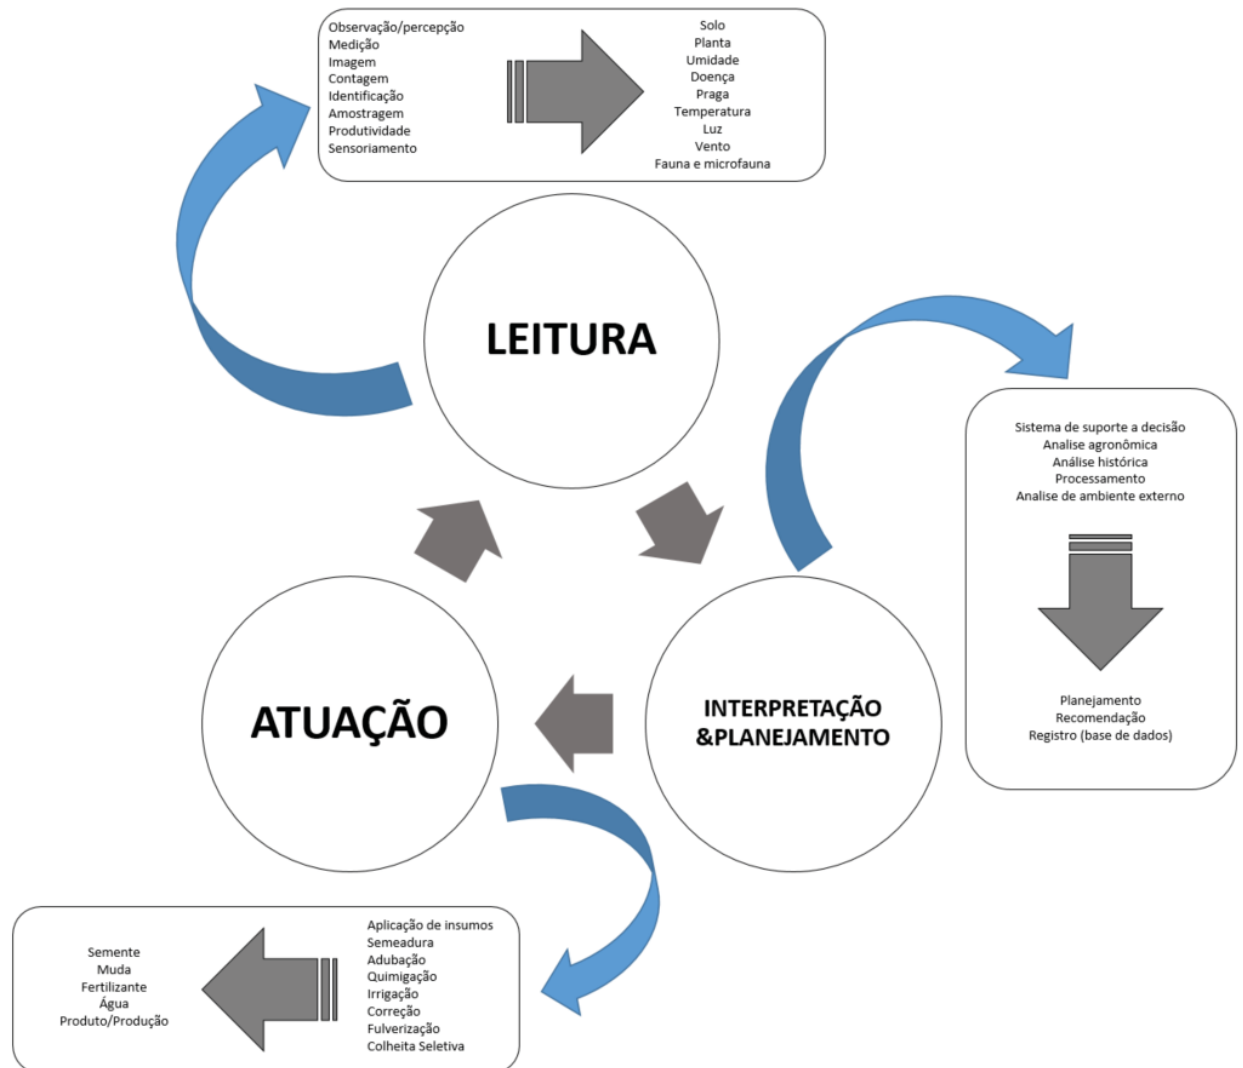 Observação/percepção
Medição
Imagem
Contagem
Identificação
Amostragem
Produtividade
Sensoriamento
Solo
Planta
Umidade
Doença
Praga
Temperatura
Luz
Vento
Fauna e microfauna
LEITURA
Sistema de suporte a decisão
Analise agronômica
Análise histórica
Processamento
Analise de ambiente externo
Planejamento
Recomendação
Registro (base de dados)
INTERPRETAÇÃO
&PLANEJAMENTO
ATUAÇÃO
Aplicação de insumos
Semeadura
Adubação
Quimigação
Irrigação
Correção
Fulverização
Colheita Seletiva
Semente
Muda
Fertilizante
Água
Produto/Produção